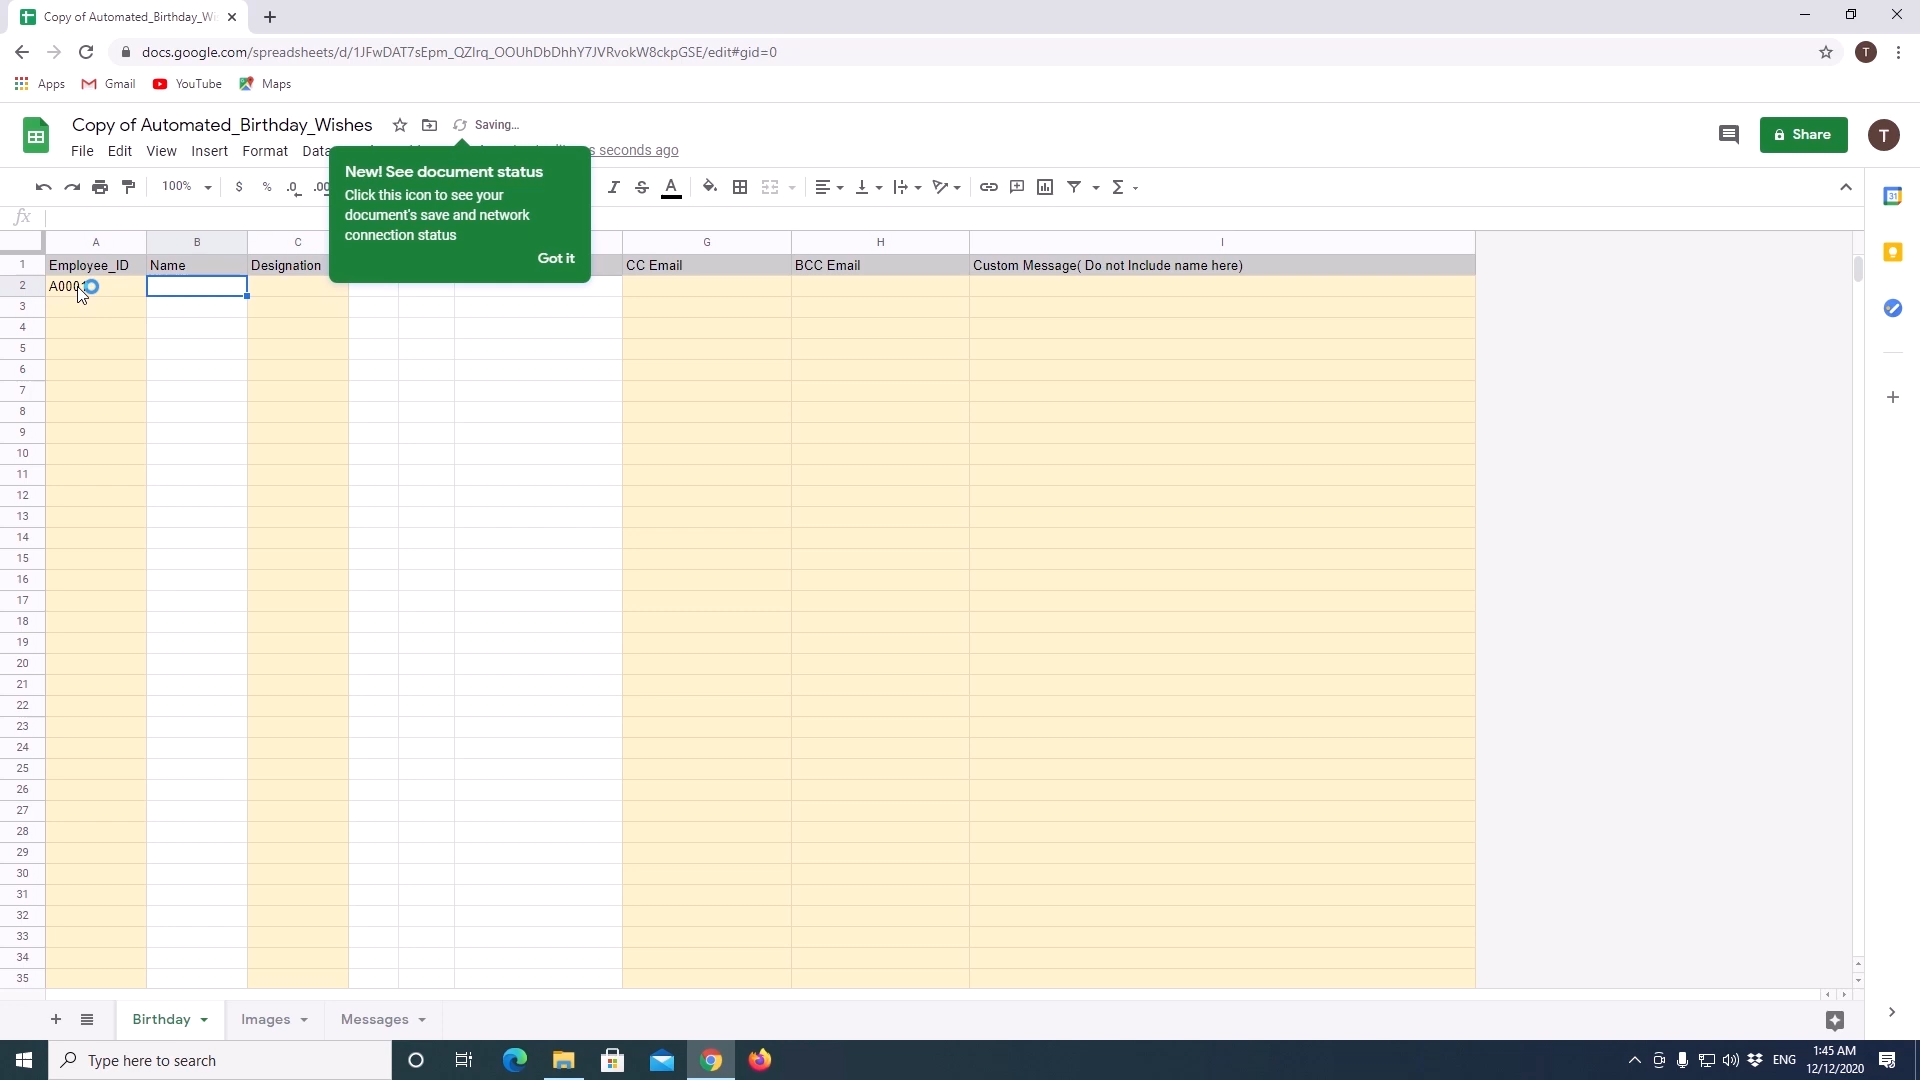 Copy of Automated_Birthday_Wi
docs.google.com/spreadsheets/d/1JFwDAT7sEpm_QZIrq_OOUhDbDhhY7JVRvokW8ckpGSE/edit#gid=0
T
Apps Gmail YouTube Maps
Copy of Automated_Birthday_Wishes Saving...
Share
T
File Edit View Insert Format Data s seconds ago
New! See document status
Click this icon to see your
document's save and network
connection status
Got it
100% $ % .0 .00
fx
A B C G H I
1 Employee_ID Name Designation CC Email BCC Email Custom Message( Do not Include name here)
2
3
4
5
6
7
8
9
10
11
12
13
14
15
16
17
18
19
20
21
22
23
24
25
26
27
28
29
30
31
32
33
34
35
Birthday Images Messages
Type here to search
ENG
1:45 AM
12/12/2020